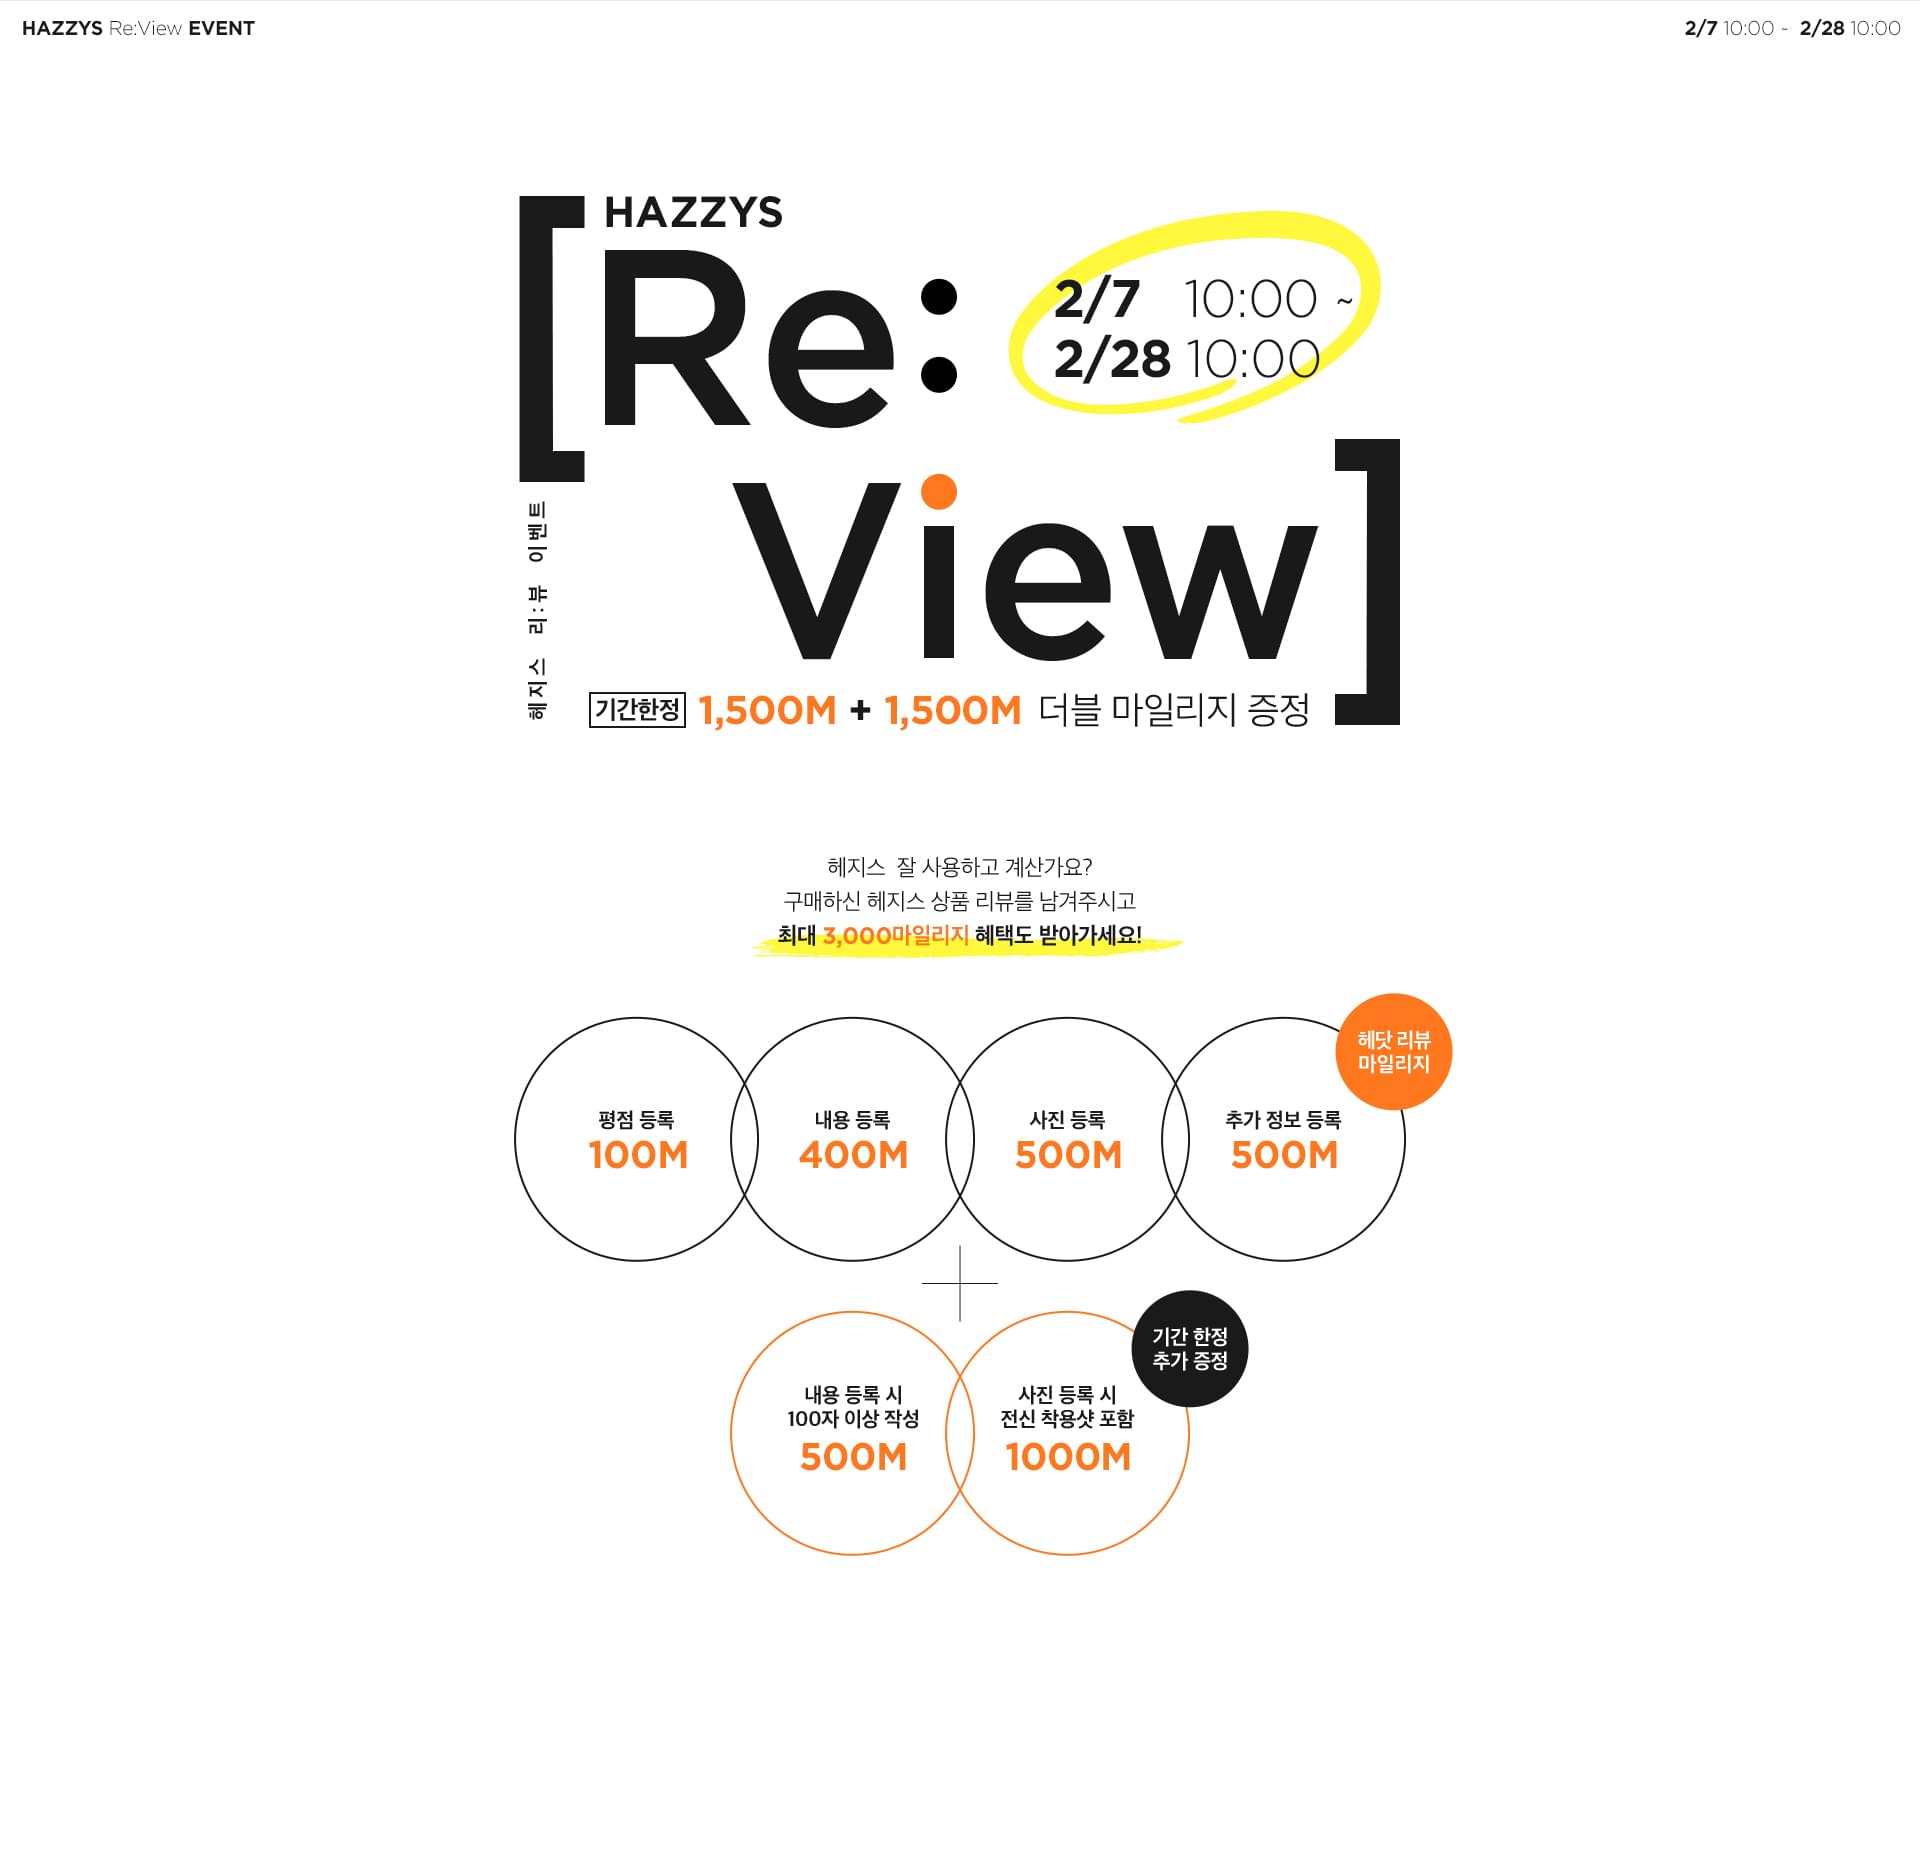 HAZZYS Re:View EVENT
2/7 10:00 ~ 2/28 10:00
[HAZZYS
Re:
2/7 10:00 ~
2/28 10:00
View]
헤지스 리:뷰 이벤트
기간한정 1,500M + 1,500M 더블 마일리지 증정
헤지스 잘 사용하고 계산가요?
구매하신 헤지스 상품 리뷰를 남겨주시고
최대 3,000마일리지 혜택도 받아가세요!
헤닷 리뷰
마일리지
평점 등록
100M
내용 등록
400M
사진 등록
500M
추가 정보 등록
500M
기간 한정
추가 증정
내용 등록 시
100자 이상 작성
500M
사진 등록 시
전신 착용샷 포함
1000M